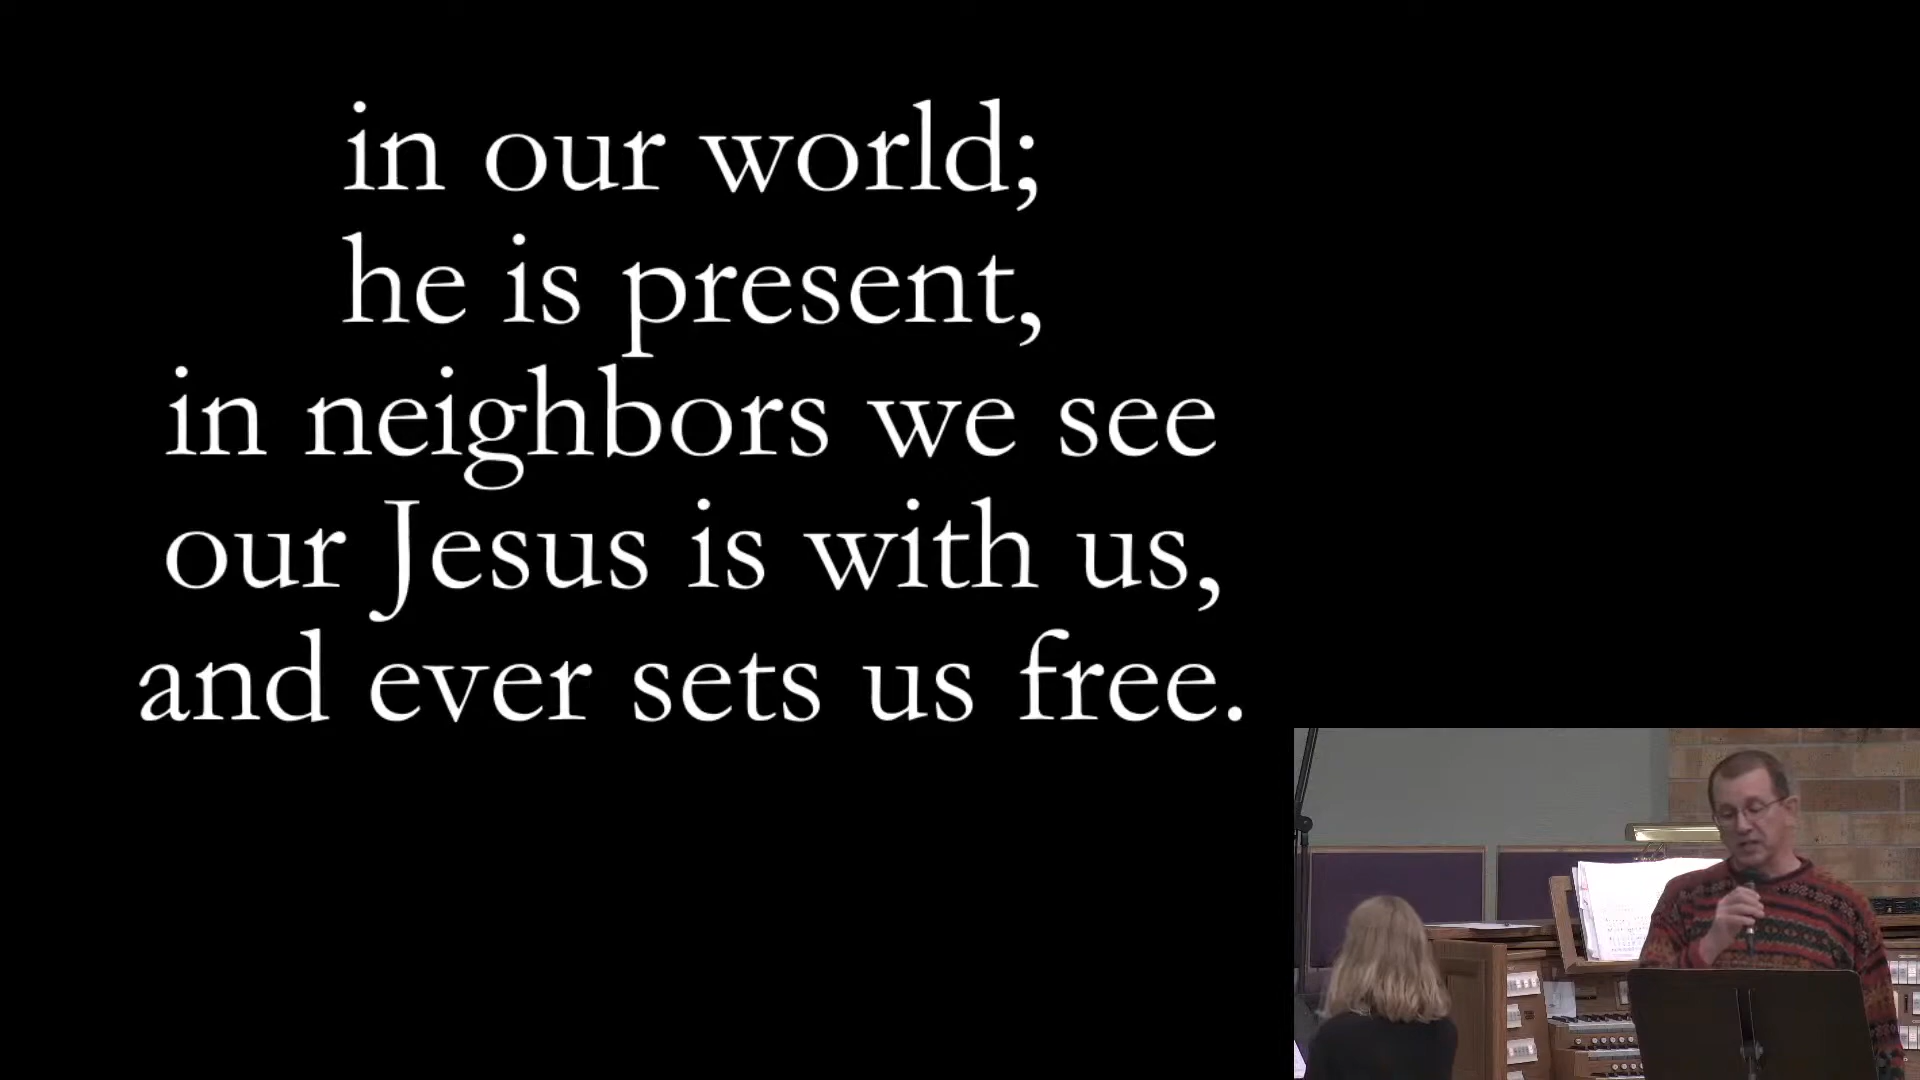 in our world;
he is present,
in neighbors we see
our Jesus is with us,
and ever sets us free.